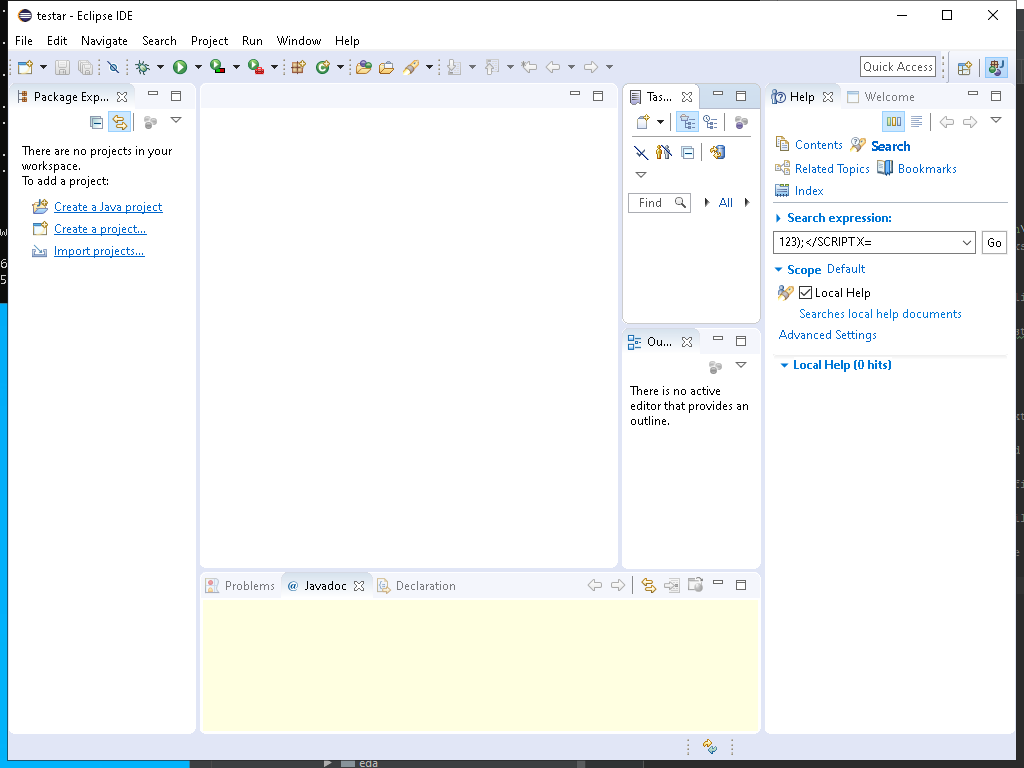 testar - Eclipse IDE
File Edit Navigate Search Project Run Window Help
Quick Access
Package Exp...
Tas...
Help
Welcome
There are no projects in your
workspace.
To add a project:
Create a Java project
Create a project...
Import projects...
Find
All
Contents
Search
Related Topics
Bookmarks
Index
Search expression:
123);</SCRIPTX=
Go
Scope Default
Local Help
Searches local help documents
Advanced Settings
Local Help (0 hits)
Ou...
There is no active
editor that provides an
outline.
Problems
@ Javadoc
Declaration
eda